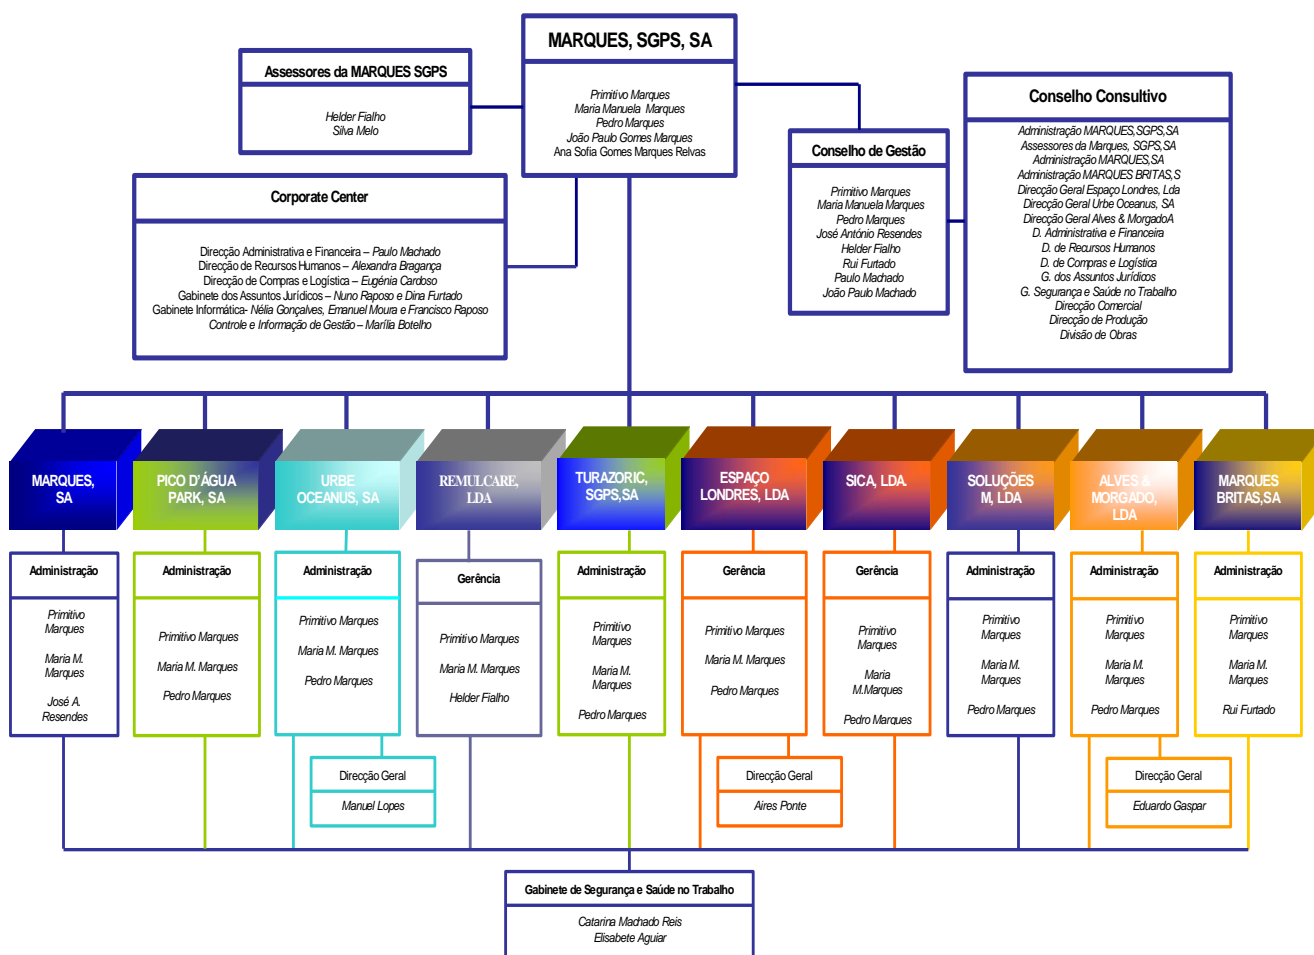 MARQUES, SGPS, SA
Primitivo Marques
Maria Manuela Marques
Pedro Marques
João Paulo Gomes Marques
Ana Sofia Gomes Marques Relvas
Assessores da MARQUES SGPS
Helder Fialho
Silva Melo
Conselho Consultivo
Administração MARQUES,SGPS,SA
Assessores da Marques, SGPS,SA
Administração MARQUES,SA
Administração MARQUES BRITAS,S
Direcção Geral Espaço Londres, Lda
Direcção Geral Urbe Oceanus, SA
Direcção Geral Alves & MorgadoA
D. Administrativa e Financeira
D. de Recursos Humanos
D. de Compras e Logística
G. dos Assuntos Jurídicos
G. Segurança e Saúde no Trabalho
Direcção Comercial
Direcção de Produção
Divisão de Obras
Conselho de Gestão
Primitivo Marques
Maria Manuela Marques
Pedro Marques
José António Resendes
Helder Fialho
Rui Furtado
Paulo Machado
João Paulo Machado
Corporate Center
Direcção Administrativa e Financeira – Paulo Machado
Direcção de Recursos Humanos – Alexandra Bragança
Direcção de Compras e Logística – Eugénia Cardoso
Gabinete dos Assuntos Jurídicos – Nuno Raposo e Dina Furtado
Gabinete Informática- Nélia Gonçalves, Emanuel Moura e Francisco Raposo
Controle e Informação de Gestão – Marília Botelho
MARQUES,
SA
Administração
Primitivo
Marques
Maria M.
Marques
José A.
Resendes
PICO D'ÁGUA
PARK, SA
Administração
Primitivo Marques
Maria M. Marques
Pedro Marques
URBE
OCEANUS, SA
Administração
Primitivo Marques
Maria M. Marques
Pedro Marques
Direcção Geral
Manuel Lopes
REMULCARE,
LDA
Gerência
Primitivo Marques
Maria M. Marques
Helder Fialho
TURAZORIC,
SGPS,SA
Administração
Primitivo
Marques
Maria M.
Marques
Pedro Marques
ESPAÇO
LONDRES, LDA
Gerência
Primitivo Marques
Maria M. Marques
Pedro Marques
Direcção Geral
Aires Ponte
SICA, LDA.
Gerência
Primitivo
Marques
Maria
M.Marques
Pedro Marques
SOLUÇÕES
M, LDA
Administração
Primitivo
Marques
Maria M.
Marques
Pedro Marques
ALVES &
MORGADO,
LDA
Administração
Primitivo
Marques
Maria M.
Marques
Pedro Marques
Direcção Geral
Eduardo Gaspar
MARQUES
BRITAS,SA
Administração
Primitivo
Marques
Maria M.
Marques
Rui Furtado
Gabinete de Segurança e Saúde no Trabalho
Catarina Machado Reis
Elisabete Aguiar